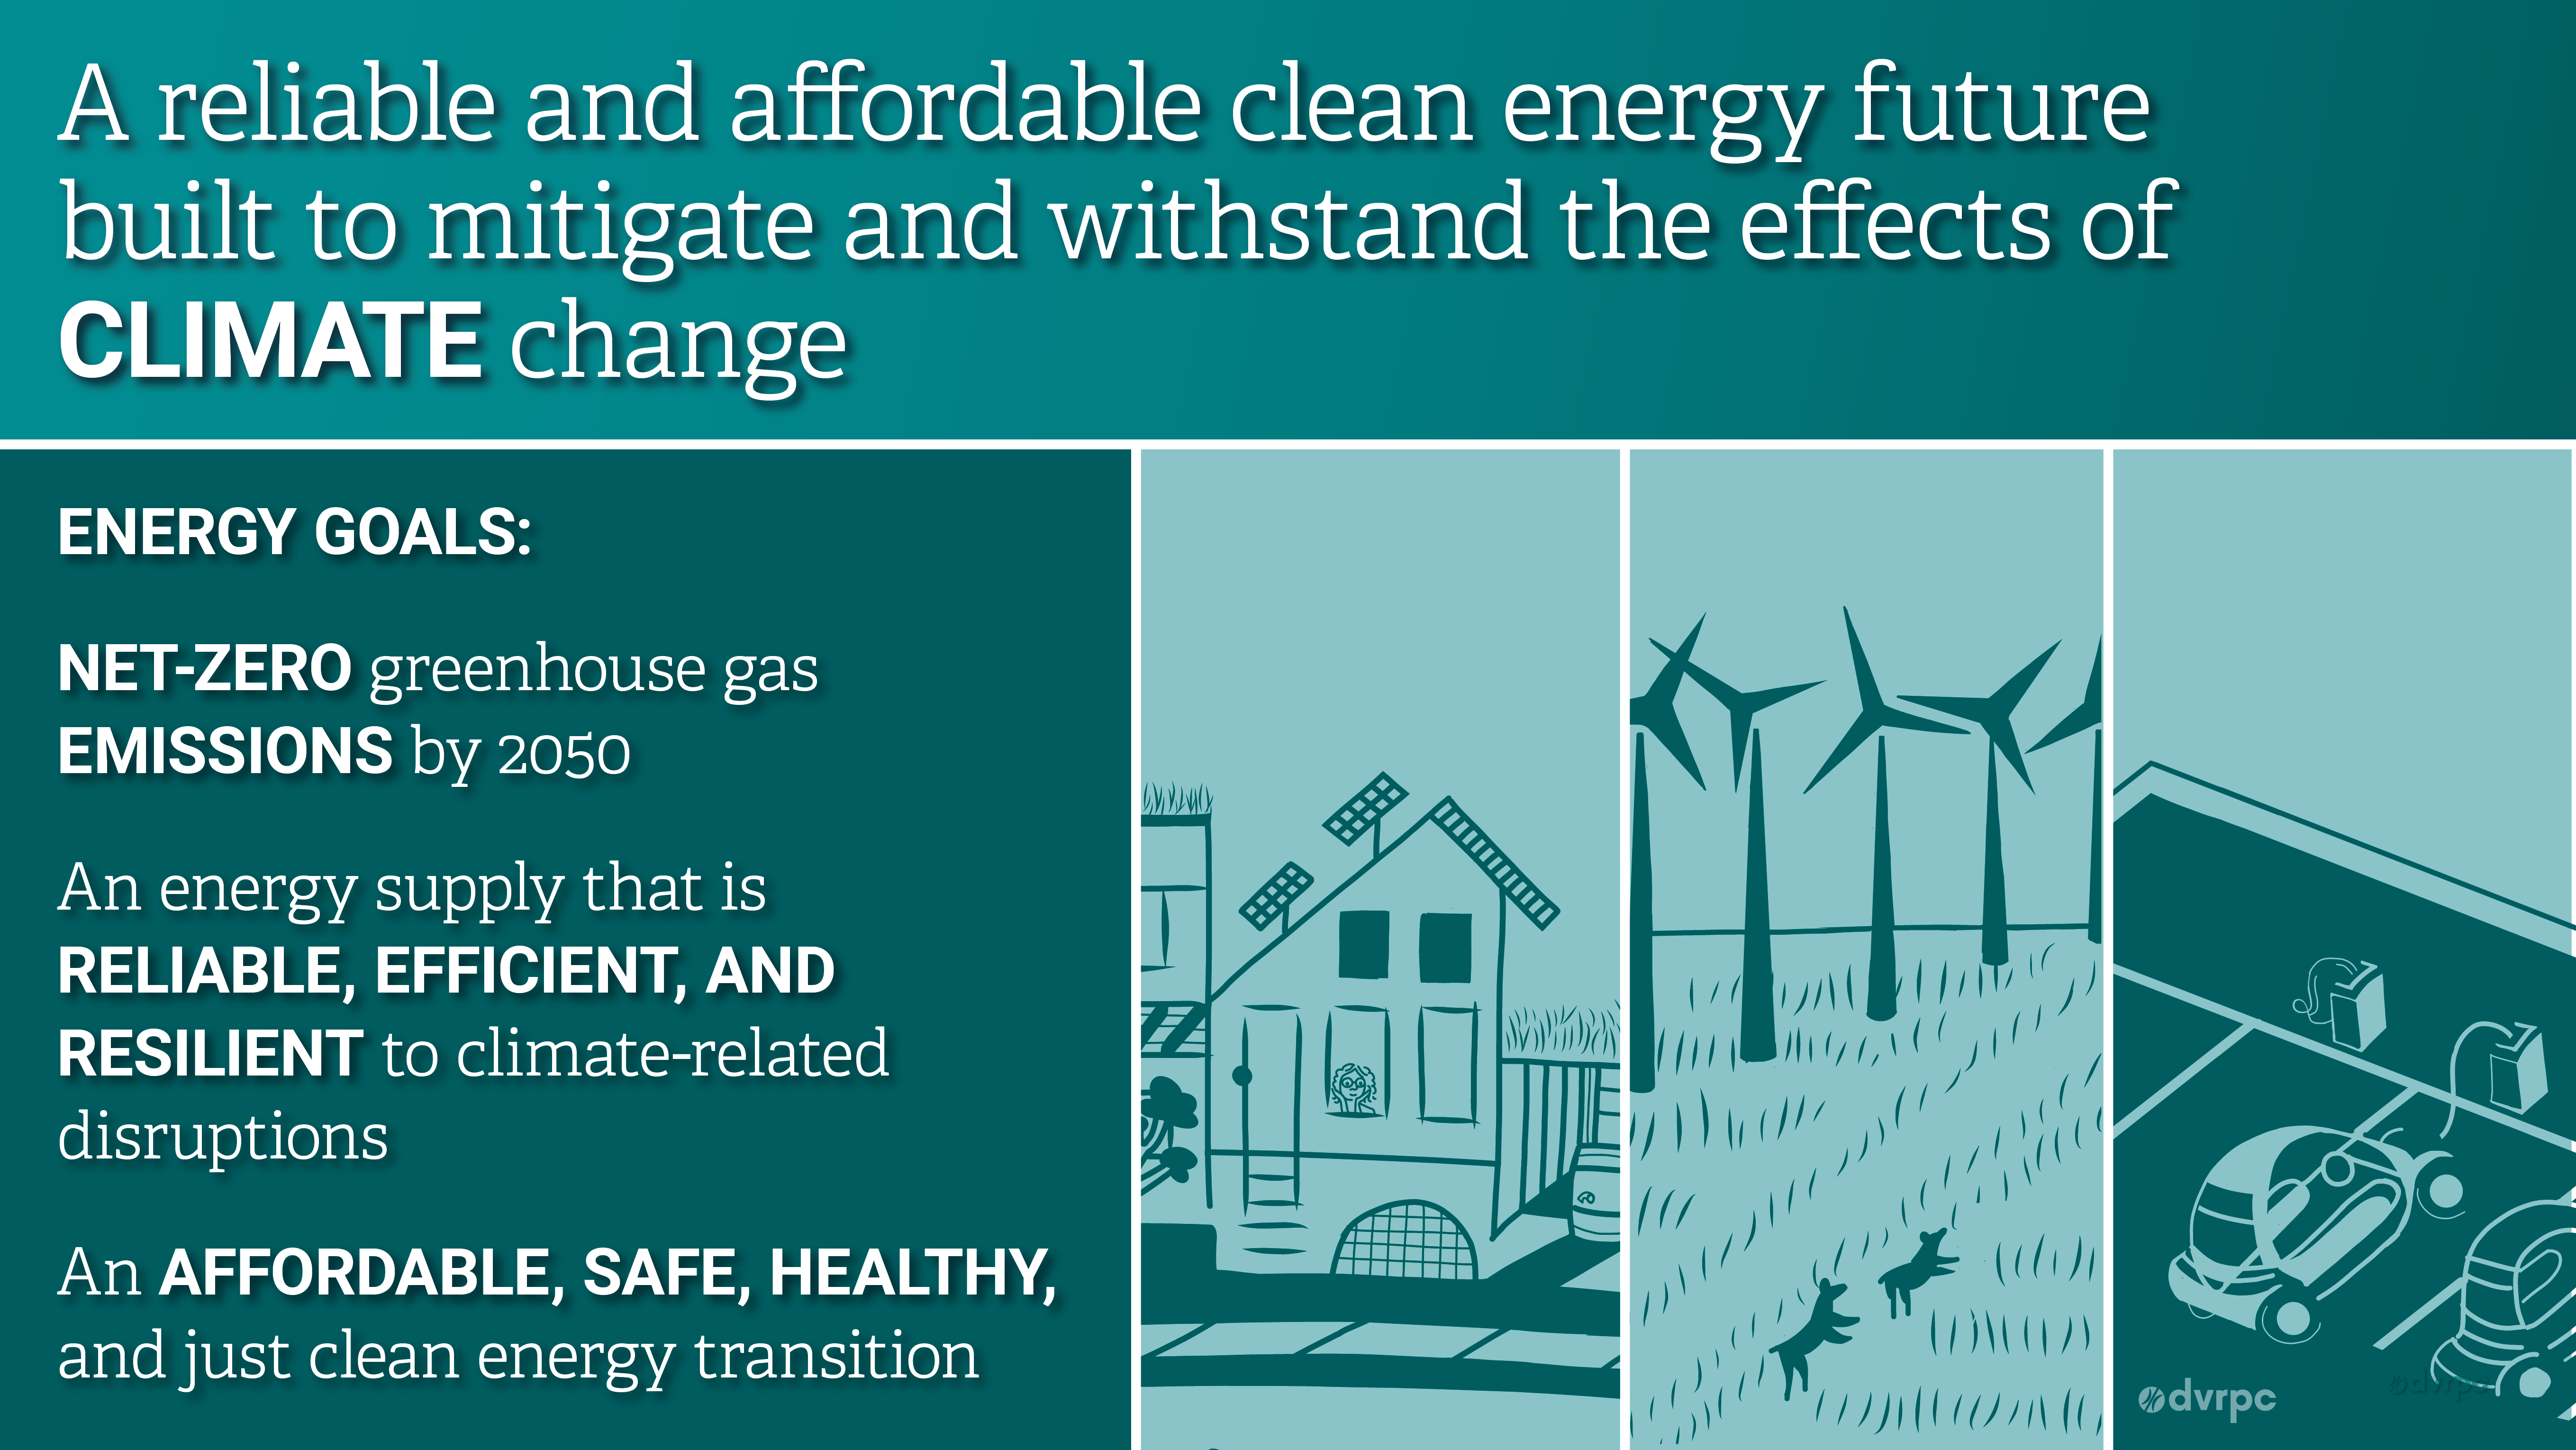 A reliable and affordable clean energy future
built to mitigate and withstand the effects of
CLIMATE change
ENERGY GOALS:
NET-ZERO greenhouse gas
EMISSIONS by 2050
An energy supply that is
RELIABLE, EFFICIENT, AND
RESILIENT to climate-related
disruptions
An AFFORDABLE, SAFE, HEALTHY,
and just clean energy transition
dvrpc
dvrpc